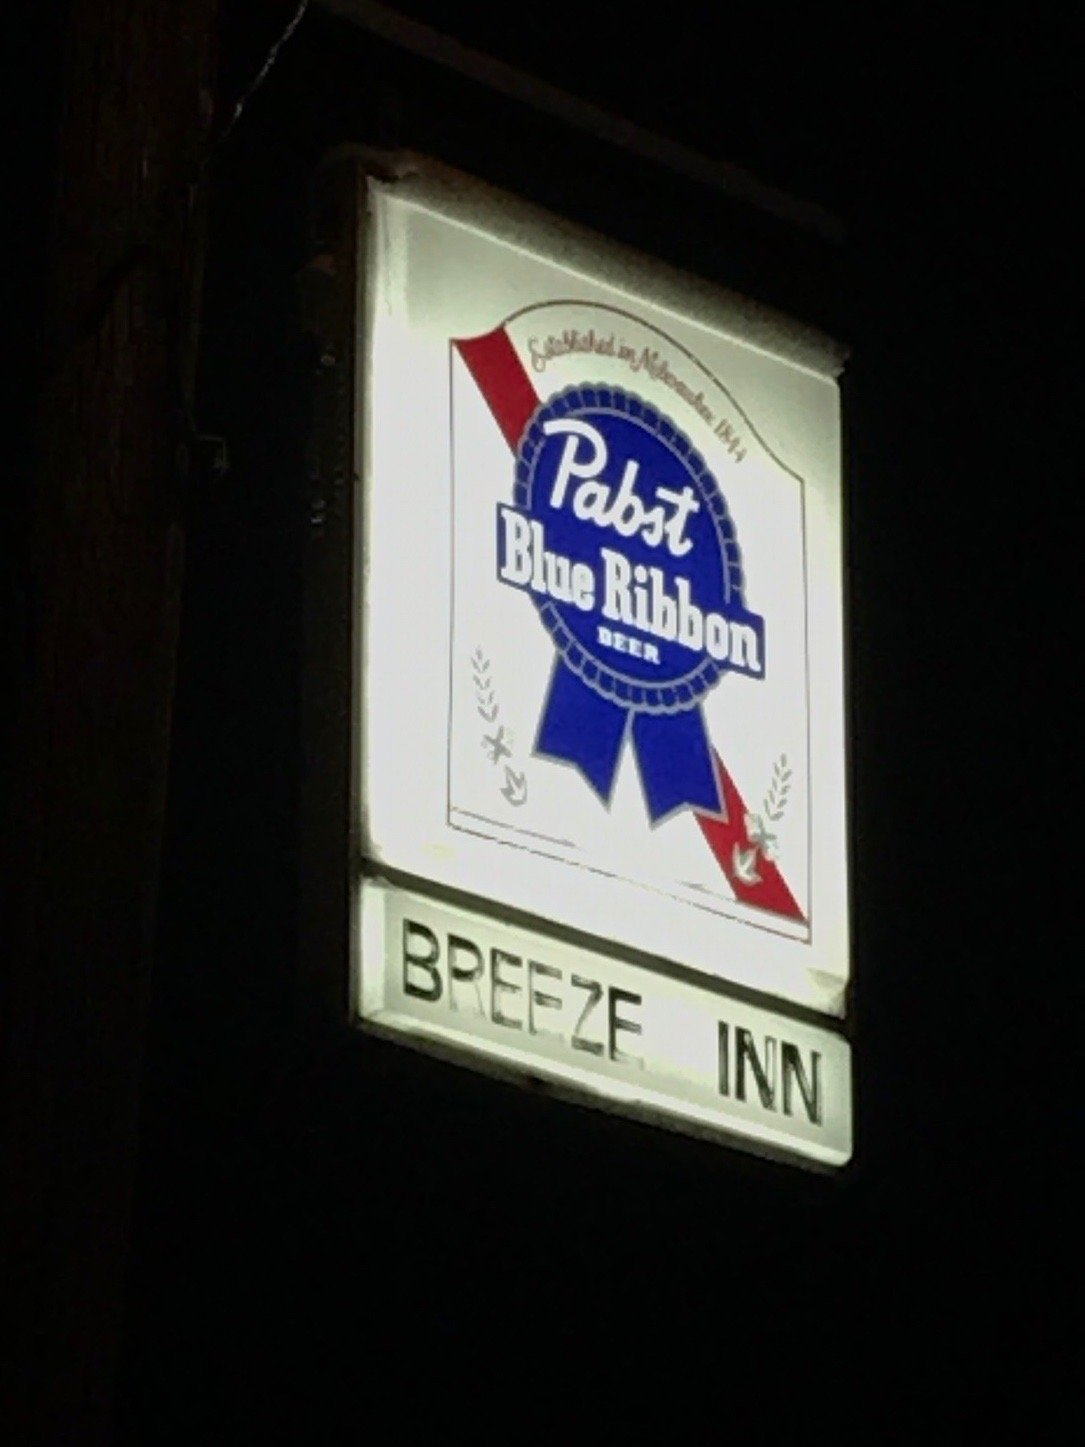 Established in Milwaukee 1844
Pabst
Blue Ribbon
BEER
BREEZE INN